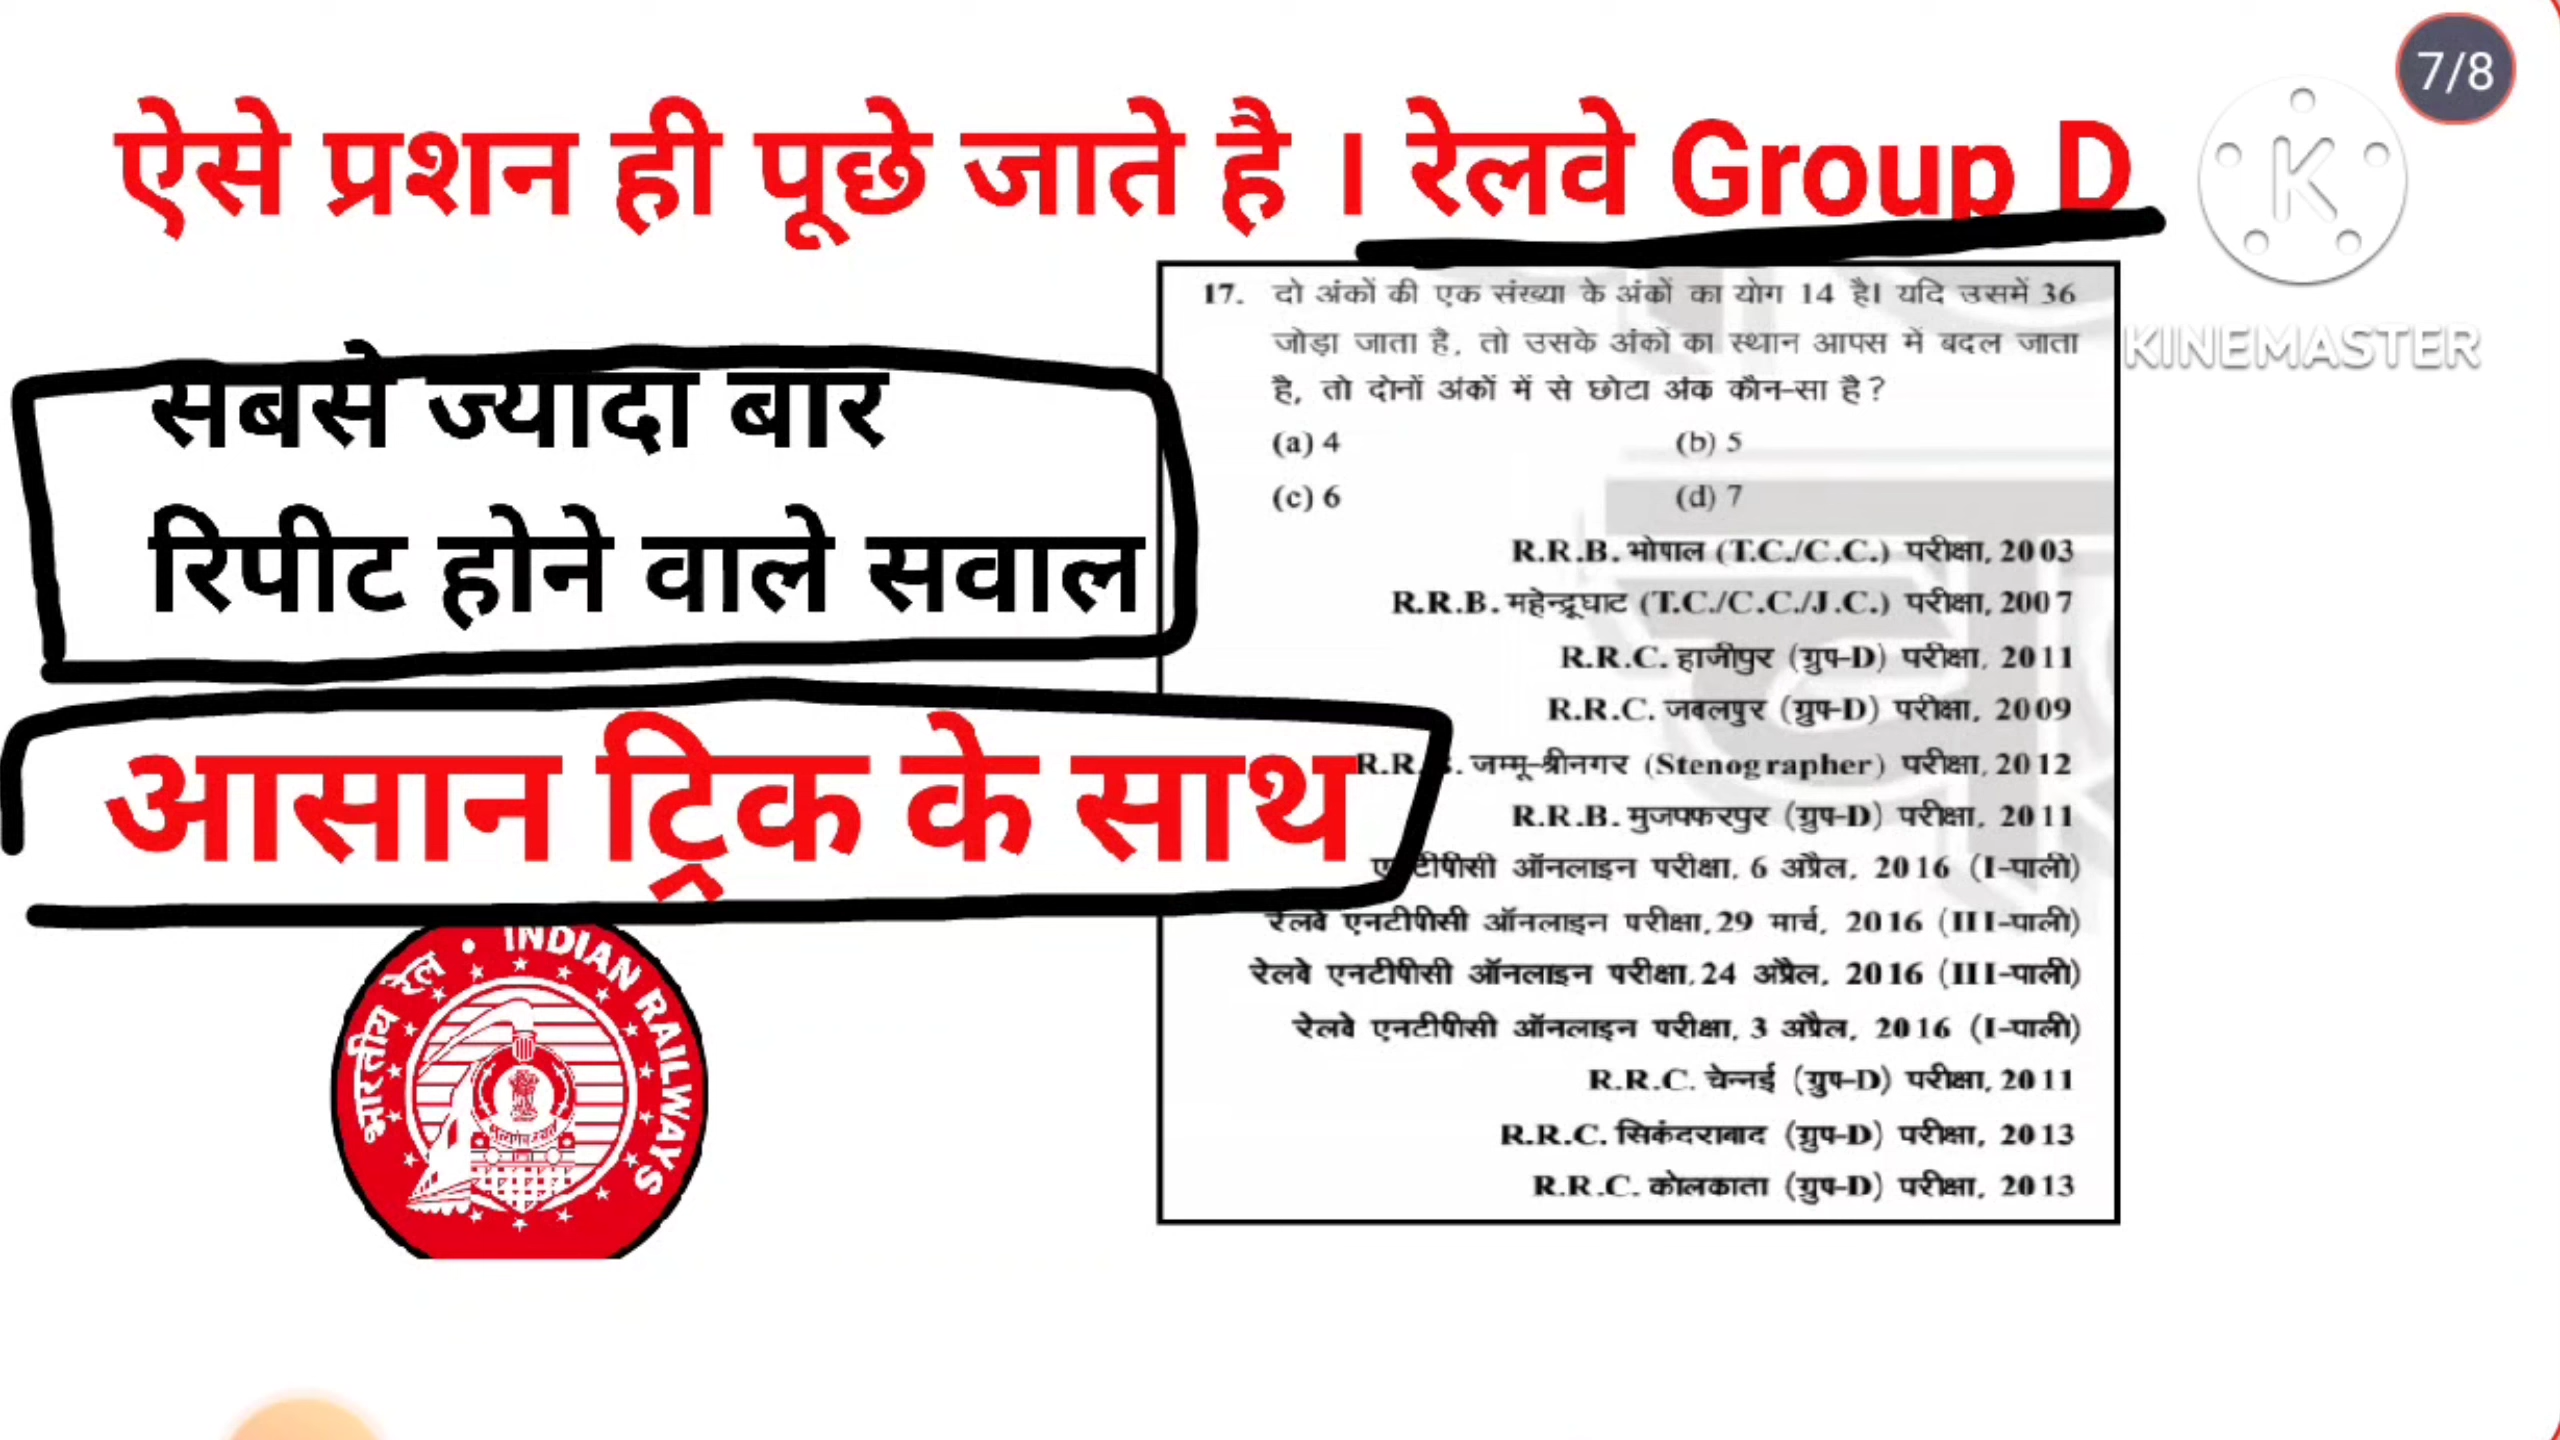 7/8
ऐसे प्रशन ही पूछे जाते है । रेलवे Group D
KINEMASTER
सबसे ज्यादा बार
रिपीट होने वाले सवाल
आसान ट्रिक के साथ
भारतीय रेल • INDIAN RAILWAYS
17. दो अंकों की एक संख्या के अंकों का योग 14 है। यदि उसमें 36
जोड़ा जाता है, तो उसके अंकों का स्थान आपस में बदल जाता
है, तो दोनों अंकों में से छोटा अंक कौन-सा है?
(a) 4 (b) 5
(c) 6 (d) 7
R.R.B. भोपाल (T.C./C.C.) परीक्षा, 2003
R.R.B. महेन्द्रूघाट (T.C./C.C./J.C.) परीक्षा, 2007
R.R.C. हाजीपुर (ग्रुप-D) परीक्षा, 2011
R.R.C. जबलपुर (ग्रुप-D) परीक्षा, 2009
जम्मू-श्रीनगर (Stenographer) परीक्षा, 2012
R.R.B. मुजफ्फरपुर (ग्रुप-D) परीक्षा, 2011
ऑनलाइन परीक्षा, 6 अप्रैल, 2016 (I-पाली)
रेलवे एनटीपीसी ऑनलाइन परीक्षा, 29 मार्च, 2016 (III-पाली)
रेलवे एनटीपीसी ऑनलाइन परीक्षा, 24 अप्रैल, 2016 (III-पाली)
रेलवे एनटीपीसी ऑनलाइन परीक्षा, 3 अप्रैल, 2016 (I-पाली)
R.R.C. चेन्नई (ग्रुप-D) परीक्षा, 2011
R.R.C. सिकंदराबाद (ग्रुप-D) परीक्षा, 2013
R.R.C. कोलकाता (ग्रुप-D) परीक्षा, 2013